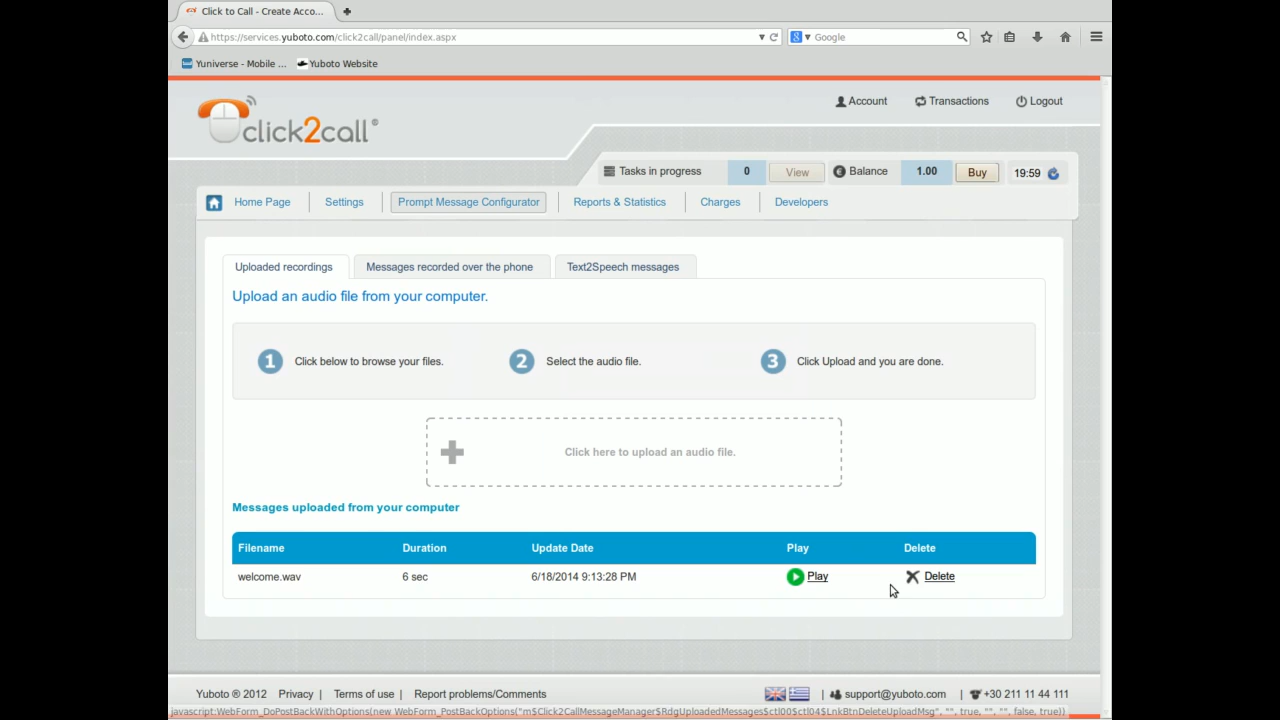 Click to Call - Create Acco...
https://services.yuboto.com/click2call/panel/index.aspx
Google
Yuniverse - Mobile ...
Yuboto Website
click2call ®
Account
Transactions
Logout
Tasks in progress
0
View
Balance
1.00
Buy
19:59
Home Page
Settings
Prompt Message Configurator
Reports & Statistics
Charges
Developers
Uploaded recordings
Messages recorded over the phone
Text2Speech messages
Upload an audio file from your computer.
1 Click below to browse your files.
2 Select the audio file.
3 Click Upload and you are done.
Click here to upload an audio file.
Messages uploaded from your computer
Filename Duration Update Date Play Delete
welcome.wav 6 sec 6/18/2014 9:13:28 PM Play Delete
Yuboto ® 2012 Privacy | Terms of use | Report problems/Comments
| support@yuboto.com | +30 211 11 44 111
javascript:WebForm_DoPostBackWithOptions(new WebForm_PostBackOptions("m$Click2CallMessageManager$RdgUploadedMessages$ctl00$ctl04$LnkBtnDeleteUploadMsg", "", true, "", "", false, true))